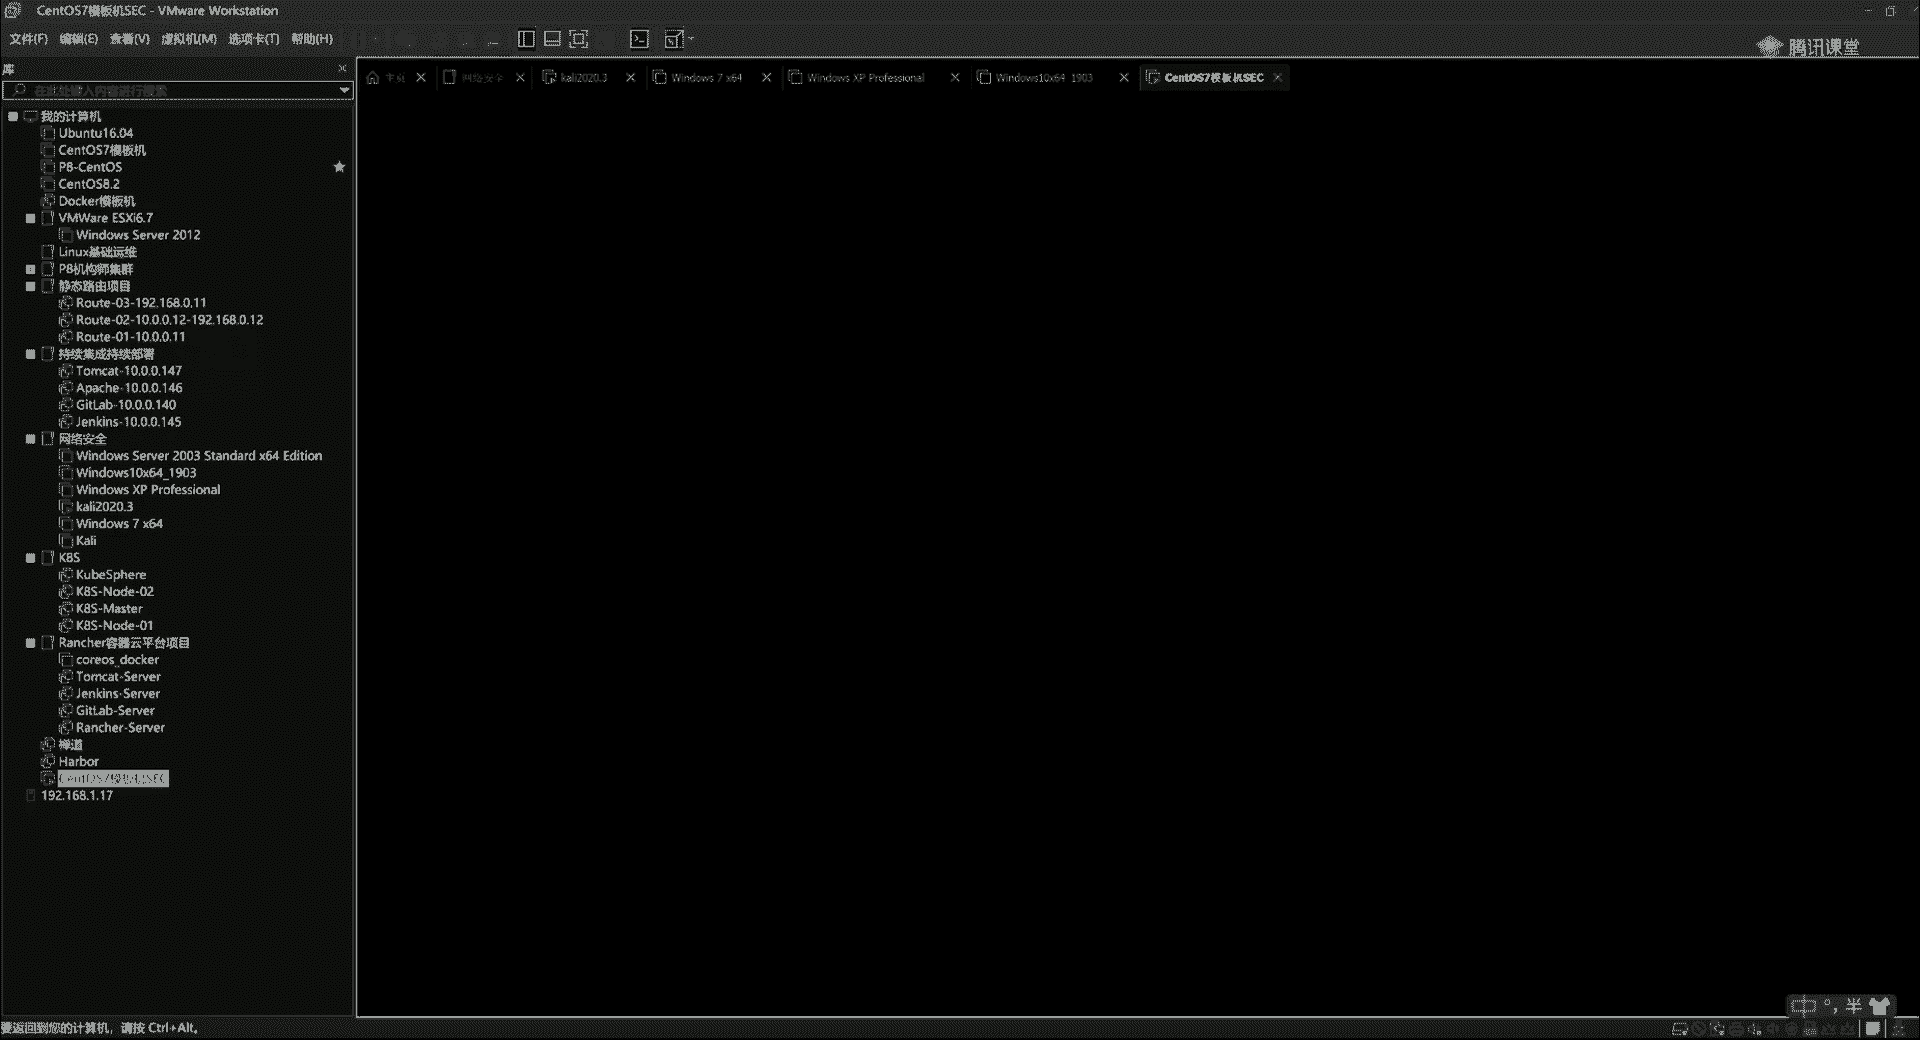 CentOS7模板机SEC - VMware Workstation
文件(F) 编辑(E) 查看(V) 虚拟机(M) 选项卡(T) 帮助(H)
腾讯课堂
库
在此处键入内容进行搜索
主页 网络安全 kali2020.3 Windows 7 x64 Windows XP Professional Windows10x64_1903 CentOS7模板机SEC
我的计算机
Ubuntu16.04
CentOS7模板机
P8-CentOS
CentOS8.2
Docker模板机
VMWare ESXi6.7
Windows Server 2012
Linux基础运维
P8机构师集群
静态路由项目
Route-03-192.168.0.11
Route-02-10.0.0.12-192.168.0.12
Route-01-10.0.0.11
持续集成持续部署
Tomcat-10.0.0.147
Apache-10.0.0.146
GitLab-10.0.0.140
Jenkins-10.0.0.145
网络安全
Windows Server 2003 Standard x64 Edition
Windows10x64_1903
Windows XP Professional
kali2020.3
Windows 7 x64
Kali
K8S
KubeSphere
K8S-Node-02
K8S-Master
K8S-Node-01
Rancher容器云平台项目
coreos_docker
Tomcat-Server
Jenkins-Server
GitLab-Server
Rancher-Server
禅道
Harbor
CentOS7模板机SEC
192.168.1.17
中 °, 半
要返回到您的计算机，请按 Ctrl+Alt。